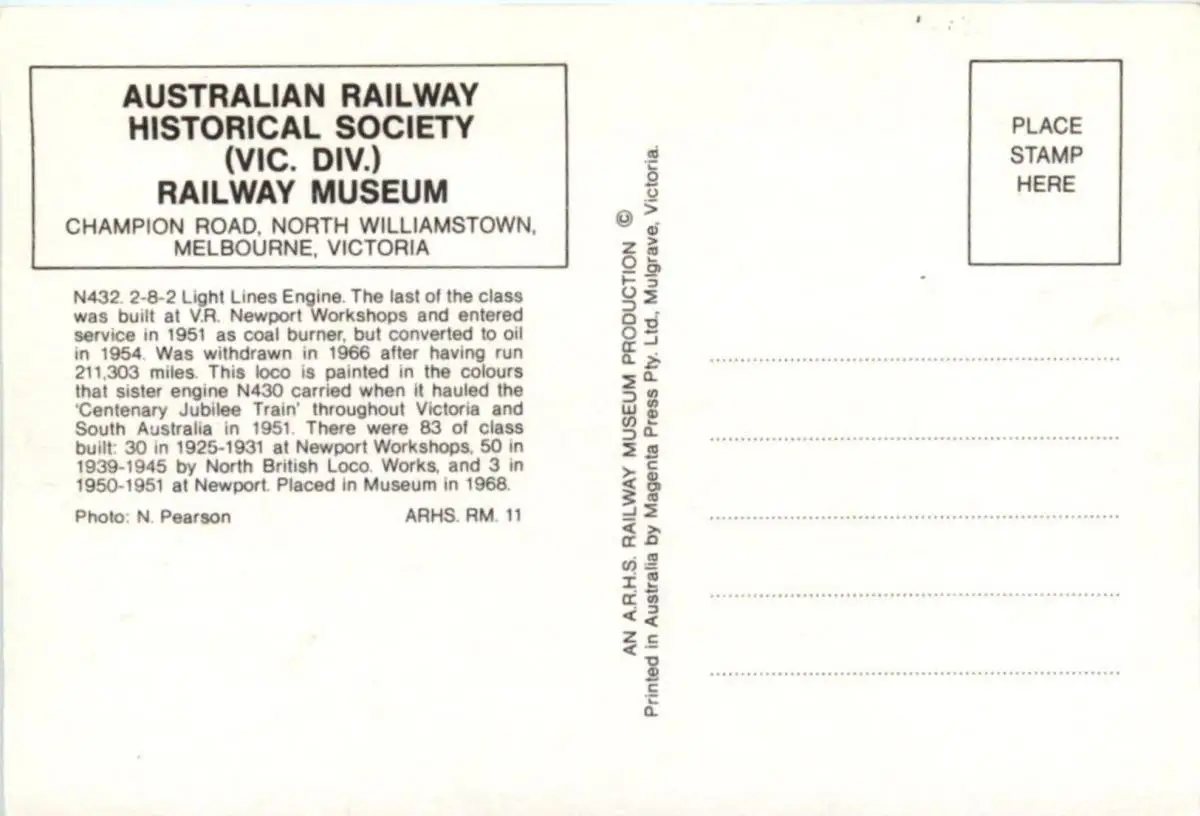 AUSTRALIAN RAILWAY
HISTORICAL SOCIETY
(VIC. DIV.)
RAILWAY MUSEUM
CHAMPION ROAD, NORTH WILLIAMSTOWN,
MELBOURNE, VICTORIA
N432. 2-8-2 Light Lines Engine. The last of the class
was built at V.R. Newport Workshops and entered
service in 1951 as coal burner, but converted to oil
in 1954. Was withdrawn in 1966 after having run
211,303 miles. This loco is painted in the colours
that sister engine N430 carried when it hauled the
'Centenary Jubilee Train' throughout Victoria and
South Australia in 1951. There were 83 of class
built: 30 in 1925-1931 at Newport Workshops, 50 in
1939-1945 by North British Loco. Works, and 3 in
1950-1951 at Newport. Placed in Museum in 1968.
Photo: N. Pearson ARHS. RM. 11
AN A.R.H.S. RAILWAY MUSEUM PRODUCTION ©
Printed in Australia by Magenta Press Pty. Ltd., Mulgrave, Victoria.
PLACE
STAMP
HERE